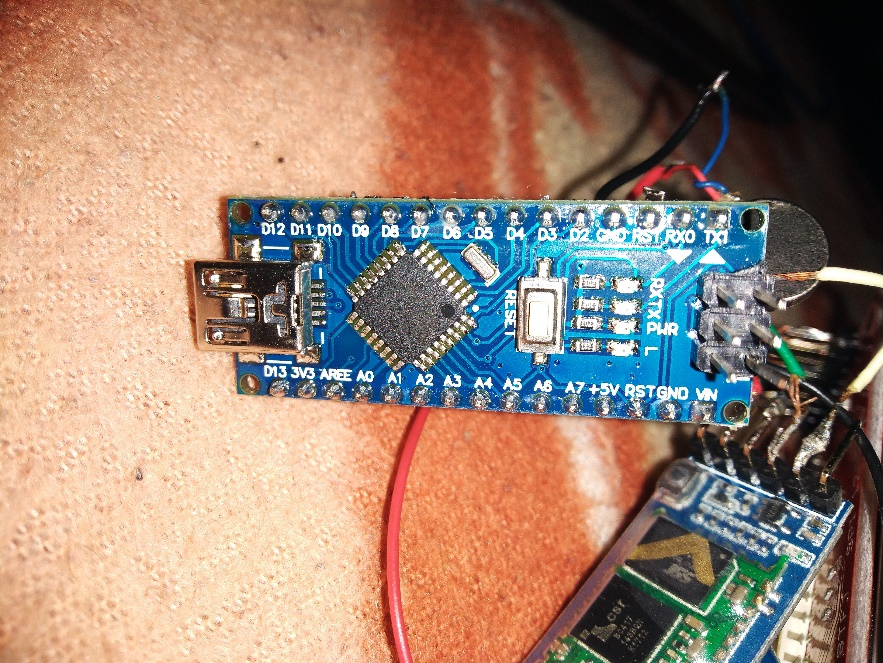 D12 D11 D10 D9 D8 D7 D6 D5 D4 D3 D2 GND RST RX0 TX1
RESET
RX
TX
PWR
L
D13 3V3 AREF A0 A1 A2 A3 A4 A5 A6 A7 +5V RST GND VIN
csr